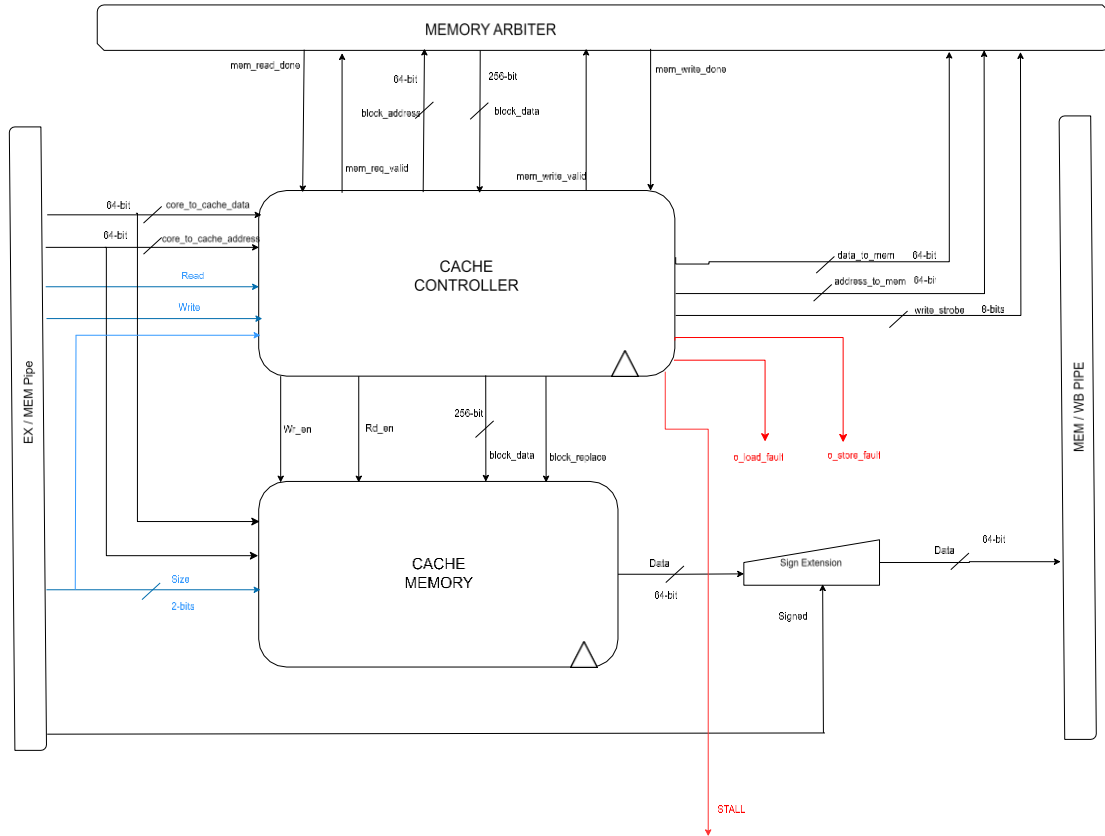 MEMORY ARBITER
mem_read_done
64-bit
256-bit
mem_write_done
block_address
block_data
mem_req_valid
mem_write_valid
64-bit
core_to_cache_data
64-bit
core_to_cache_address
Read
Write
CACHE
CONTROLLER
data_to_mem
64-bit
address_to_mem
64-bit
write_strobe
8-bits
EX / MEM Pipe
MEM / WB PIPE
Wr_en
Rd_en
256-bit
block_data
block_replace
o_load_fault
o_store_fault
CACHE
MEMORY
Size
2-bits
Data
64-bit
Sign Extension
Data
64-bit
Signed
STALL